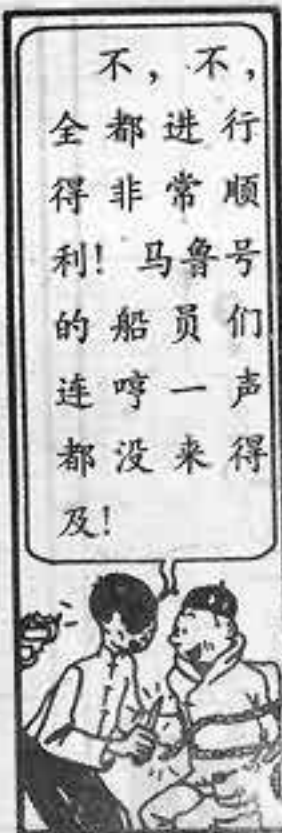 不，不，
全都进行
得非常顺
利！马鲁号
的船员们
连哼一声
都没来得
及！